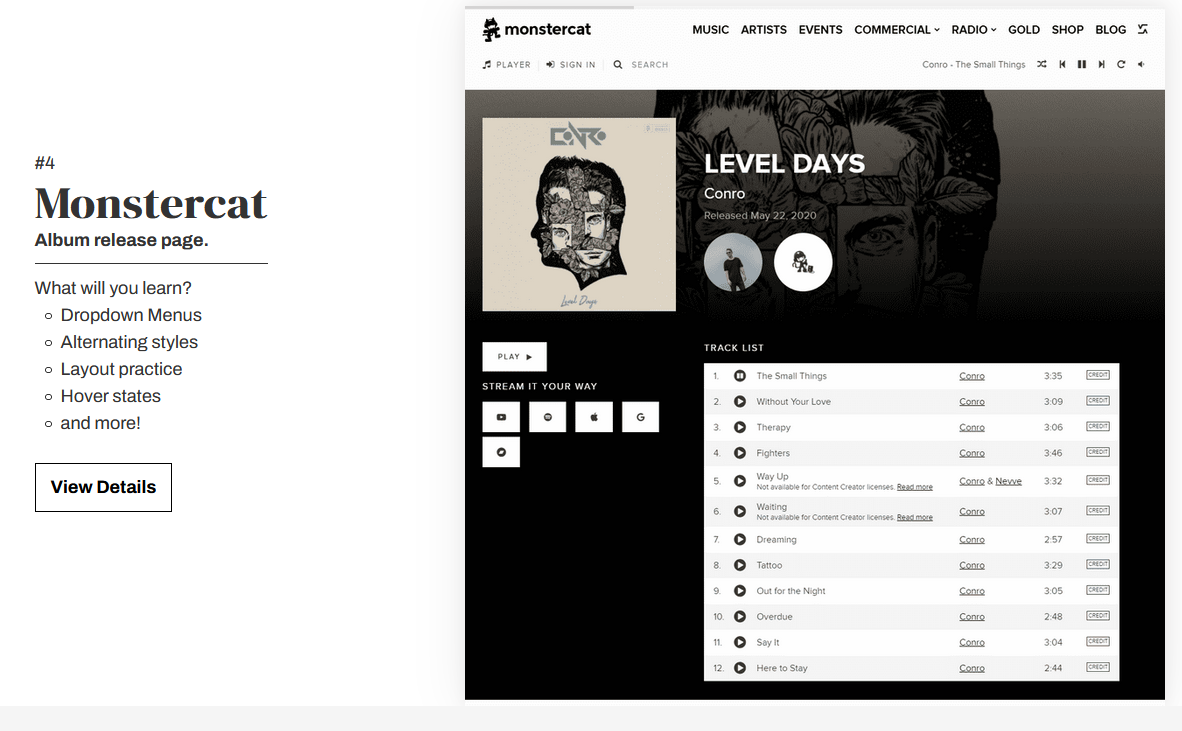 #4
Monstercat
Album release page.
What will you learn?
Dropdown Menus
Alternating styles
Layout practice
Hover states
and more!
View Details
monstercat
MUSIC ARTISTS EVENTS COMMERCIAL RADIO GOLD SHOP BLOG
PLAYER SIGN IN SEARCH
Conro - The Small Things
CONRO
Level Days
LEVEL DAYS
Conro
Released May 22, 2020
PLAY
STREAM IT YOUR WAY
TRACK LIST
1. The Small Things Conro 3:35 CREDIT
2. Without Your Love Conro 3:09 CREDIT
3. Therapy Conro 3:06 CREDIT
4. Fighters Conro 3:46 CREDIT
5. Way Up Conro & Nevve 3:32 CREDIT
Not available for Content Creator licenses. Read more
6. Waiting Conro 3:07 CREDIT
Not available for Content Creator licenses. Read more
7. Dreaming Conro 2:57 CREDIT
8. Tattoo Conro 3:29 CREDIT
9. Out for the Night Conro 3:05 CREDIT
10. Overdue Conro 2:48 CREDIT
11. Say It Conro 3:04 CREDIT
12. Here to Stay Conro 2:44 CREDIT